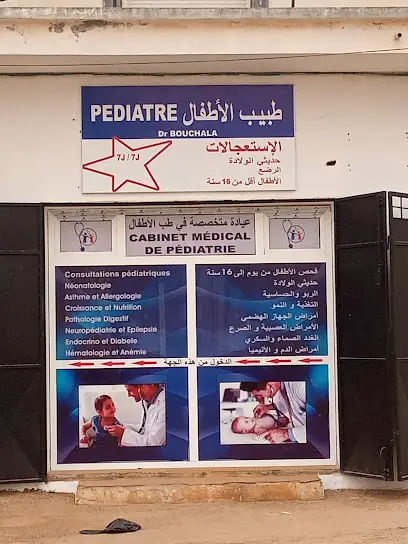 PEDIATRE طبيب الأطفال
Dr BOUCHALA
7J / 7J
الإستعجالات
حديثي الولادة
الرضع
الأطفال أقل من 16 سنة
عيادة متخصصة في طب الأطفال
CABINET MÉDICAL
DE PÉDIATRIE
Consultations pédiatriques
Néonatologie
Asthme et Allergologie
Croissance et Nutrition
Pathologie Digestif
Neuropédiatrie et Epilepsie
Endocrino et Diabele
Hématologie et Anémie
فحص الأطفال من يوم إلى 16 سنة
حديثي الولادة
الربو والحساسية
التغذية و النمو
أمراض الجهاز الهضمي
الأمراض العصبية و الصرع
الغدد الصماء والسكري
أمراض الدم و الأنيميا
الدخول من هذه الجهة